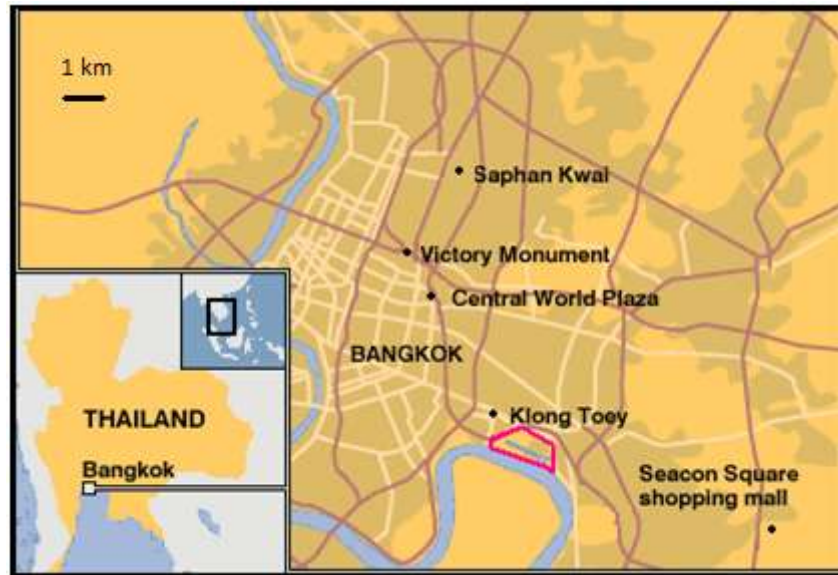 1 km
Saphan Kwai
Victory Monument
Central World Plaza
BANGKOK
Klong Toey
Seacon Square
shopping mall
THAILAND
Bangkok